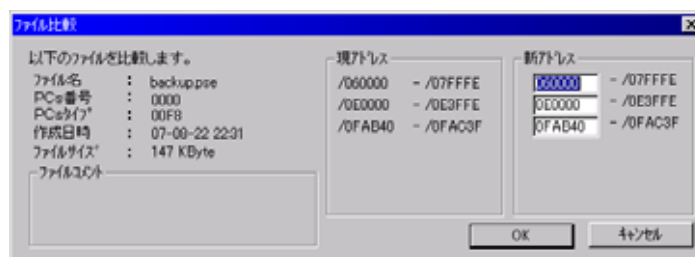 ファイル比較
以下のファイルを比較します。
ファイル名 : backup.pse
PCs番号 : 0000
PCsタイプ : 00F8
作成日時 : 07-08-22 22:31
ファイルサイズ : 147 KByte
ファイルコメント
現アドレス
/060000 - /07FFFE
/0E0000 - /0E3FFE
/0FAB40 - /0FAC3F
新アドレス
060000 - /07FFFE
0E0000 - /0E3FFE
0FAB40 - /0FAC3F
OK
キャンセル